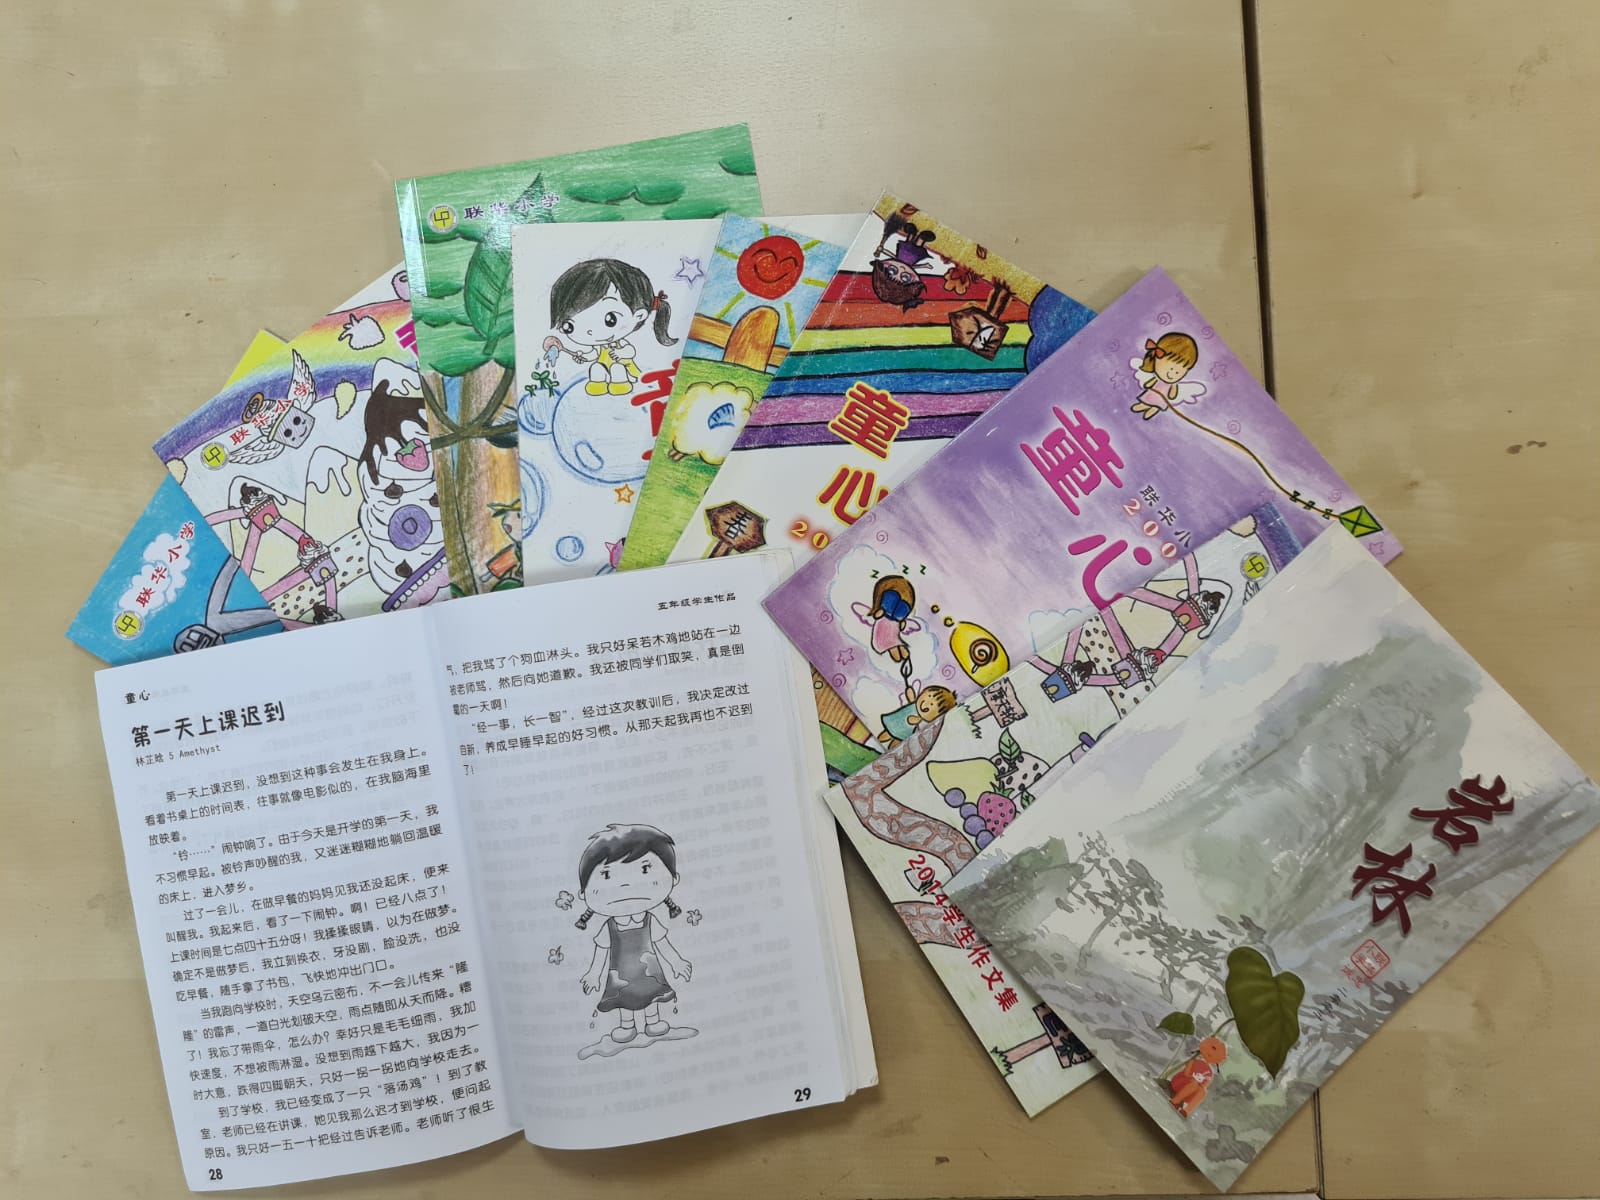 联华小学
联华小学
联华小学
童心
200
童心
联华小
200
春
摩天轮
2014学生作文集
岩林
童心
第一天上课迟到
林芷晗 5 Amethyst
第一天上课迟到，没想到这种事会发生在我身上。
看着书桌上的时间表，往事就像电影似的，在我脑海里
放映着。
“铃……”闹钟响了。由于今天是开学的第一天，我
不习惯早起。被铃声吵醒的我，又迷迷糊糊地躺回温暖
的床上，进入梦乡。
过了一会儿，在做早餐的妈妈见我还没起床，便来
叫醒我。我起来后，看了一下闹钟。啊！已经八点了！
上课时间是七点四十五分呀！我揉揉眼睛，以为在做梦。
确定不是做梦后，我立刻换衣，牙没刷，脸没洗，也没
吃早餐，随手拿了书包，飞快地冲出门口。
当我跑向学校时，天空乌云密布，不一会儿传来“隆
隆”的雷声，一道白光划破天空，雨点随即从天而降。糟
了！我忘了带雨伞，怎么办？幸好只是毛毛细雨，我加
快速度，不想被雨淋湿。没想到雨越下越大，我因为一
时大意，跌得四脚朝天，只好一拐一拐地向学校走去。
到了学校，我已经变成了一只“落汤鸡”！到了教
室，老师已经在讲课，她见我那么迟才到学校，便问起
原因。我只好一五一十把经过告诉老师。老师听了很生
28
五年级学生作品
气，把我骂了个狗血淋头。我只好呆若木鸡地站在一边
老师骂，然后向她道歉。我还被同学们取笑，真是倒
的一天啊！
“经一事，长一智”，经过这次教训后，我决定改过
自新，养成早睡早起的好习惯。从那天起我再也不迟到
了！
29